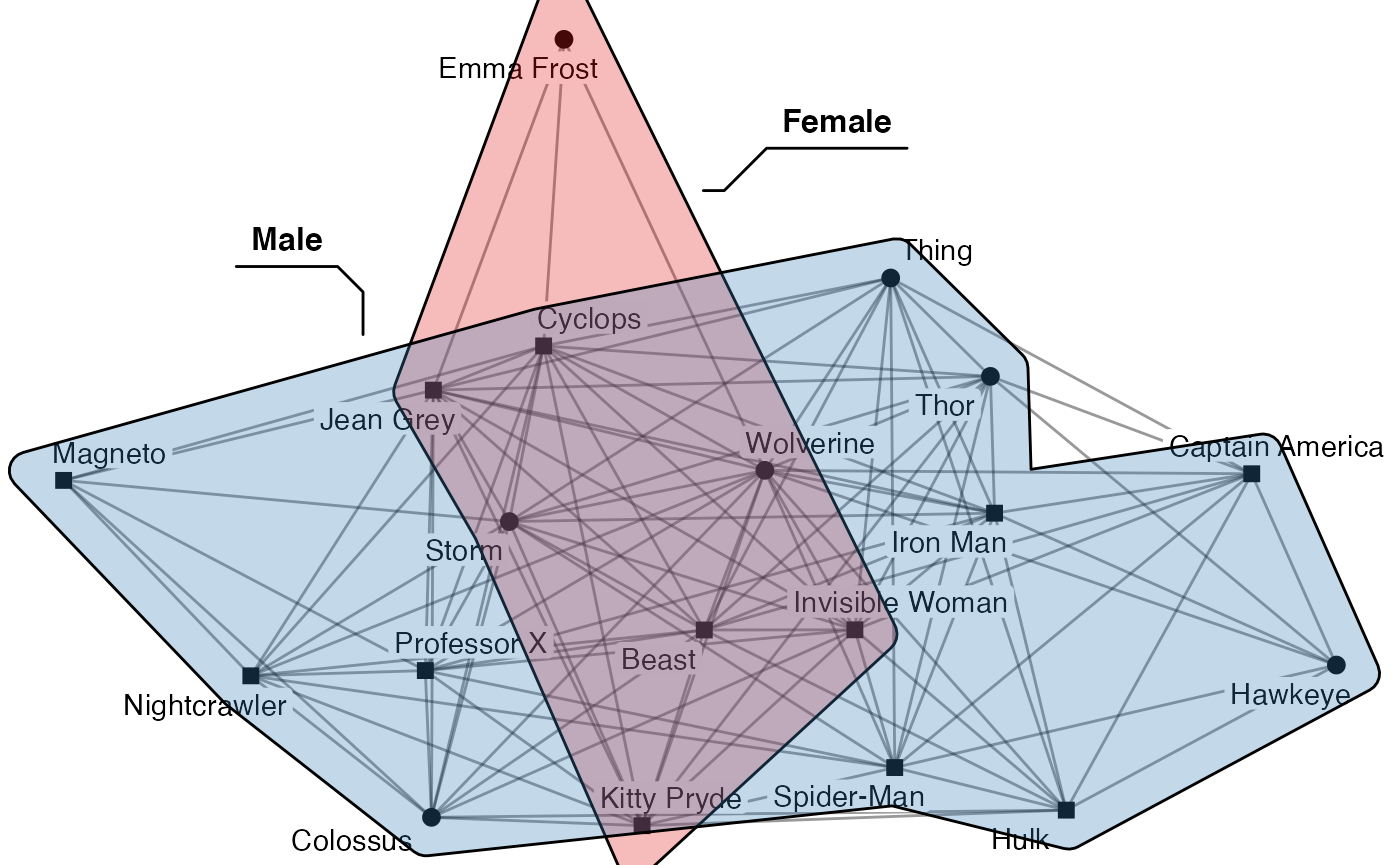 Emma Frost
Female
Male
Thing
Cyclops
Thor
Jean Grey
Wolverine
Captain America
Magneto
Storm
Iron Man
Invisible Woman
Professor X
Beast
Hawkeye
Nightcrawler
Kitty Pryde
Spider-Man
Colossus
Hulk